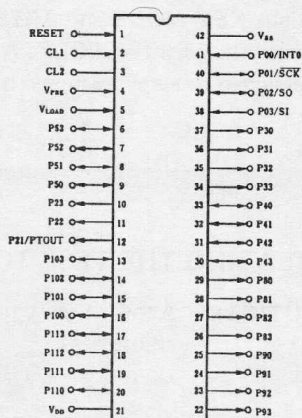 RESET 1 42 Vss
CL1 2 41 P00/INT0
CL2 3 40 P01/SCK
VPRE 4 39 P02/SO
VLOAD 5 38 P03/SI
P53 6 37 P30
P52 7 36 P31
P51 8 35 P32
P50 9 34 P33
P23 10 33 P40
P22 11 32 P41
P21/PTOUT 12 31 P42
P103 13 30 P43
P102 14 29 P80
P101 15 28 P81
P100 16 27 P82
P113 17 26 P83
P112 18 25 P90
P111 19 24 P91
P110 20 23 P92
VDD 21 22 P93